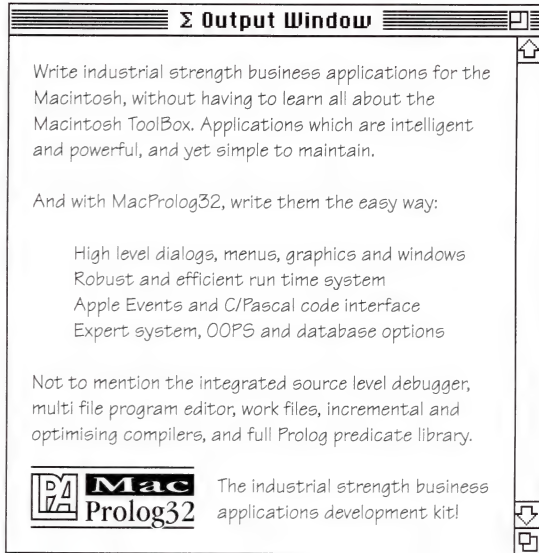 Σ Output Window
Write industrial strength business applications for the
Macintosh, without having to learn all about the
Macintosh ToolBox. Applications which are intelligent
and powerful, and yet simple to maintain.
And with MacProlog32, write them the easy way:
High level dialogs, menus, graphics and windows
Robust and efficient run time system
Apple Events and C/Pascal code interface
Expert system, OOPS and database options
Not to mention the integrated source level debugger,
multi file program editor, work files, incremental and
optimising compilers, and full Prolog predicate library.
LPA Mac
Prolog32
The industrial strength business
applications development kit!